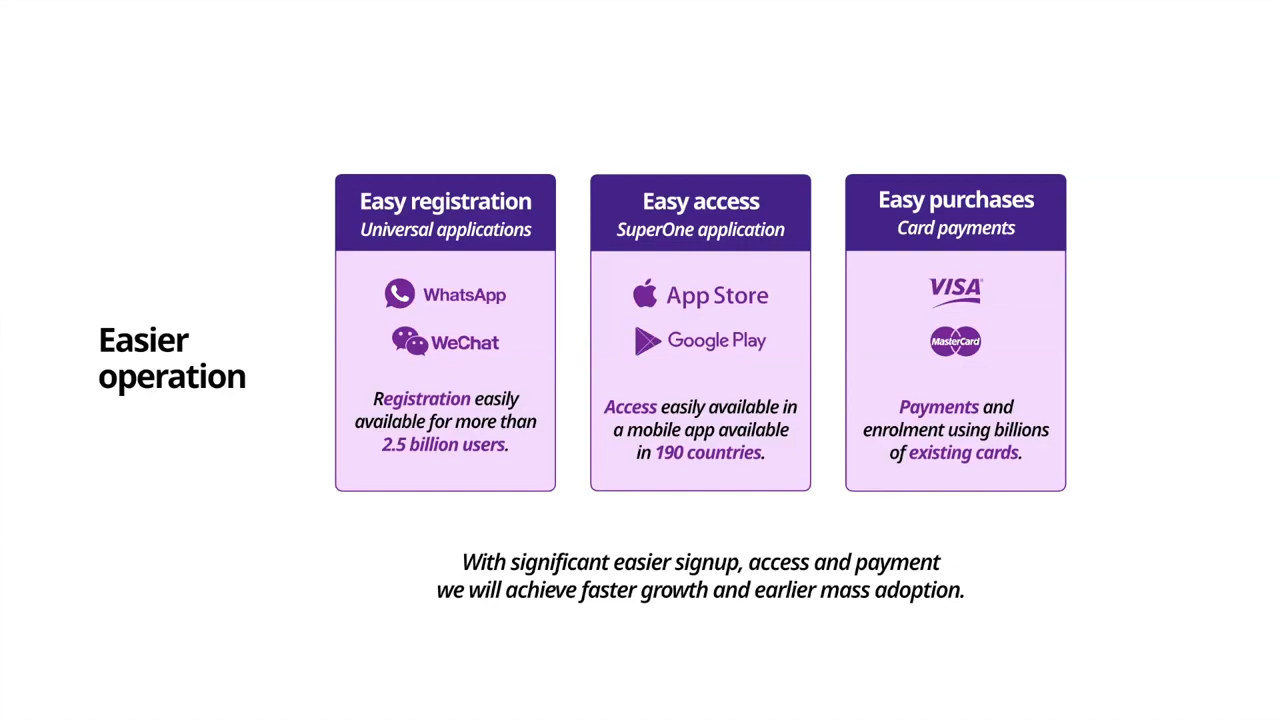 Easier
operation
Easy registration
Universal applications
WhatsApp
WeChat
Registration easily
available for more than
2.5 billion users.
Easy access
SuperOne application
App Store
Google Play
Access easily available in
a mobile app available
in 190 countries.
Easy purchases
Card payments
VISA
MasterCard
Payments and
enrolment using billions
of existing cards.
With significant easier signup, access and payment
we will achieve faster growth and earlier mass adoption.